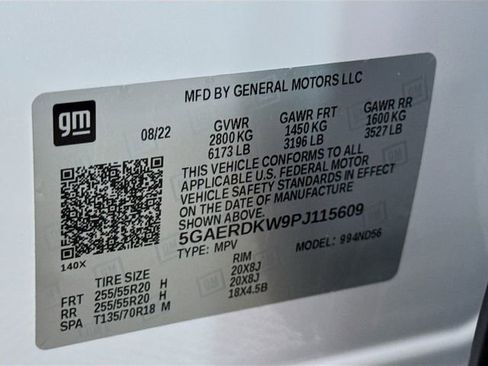 MFD BY GENERAL MOTORS LLC
gm
08/22
GVWR GAWR FRT GAWR RR
2800 KG 1450 KG 1600 KG
6173 LB 3196 LB 3527 LB
THIS VEHICLE CONFORMS TO ALL
APPLICABLE U.S. FEDERAL MOTOR
VEHICLE SAFETY STANDARDS IN EFFECT
ON THE DATE OF MANUFACTURE
5GAERDKW9PJ115609
140X
TYPE: MPV MODEL: 994ND56
TIRE SIZE RIM
FRT 255/55R20 H 20X8J
RR 255/55R20 H 20X8J
SPA T135/70R18 M 18X4.5B